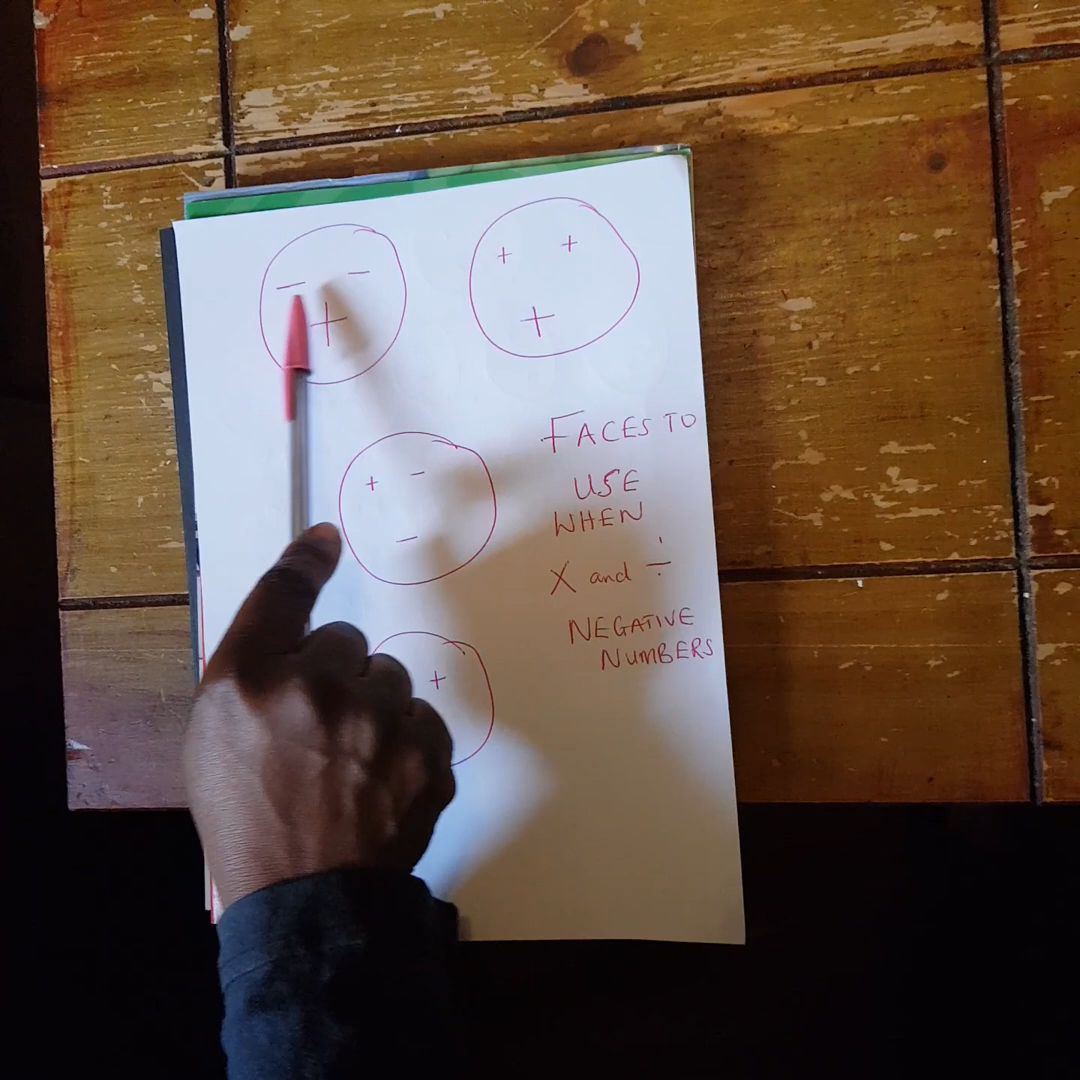 — —
+
+ +
+
+ -
-
+
FACES TO
USE
WHEN
X and ÷
NEGATIVE
NUMBERS